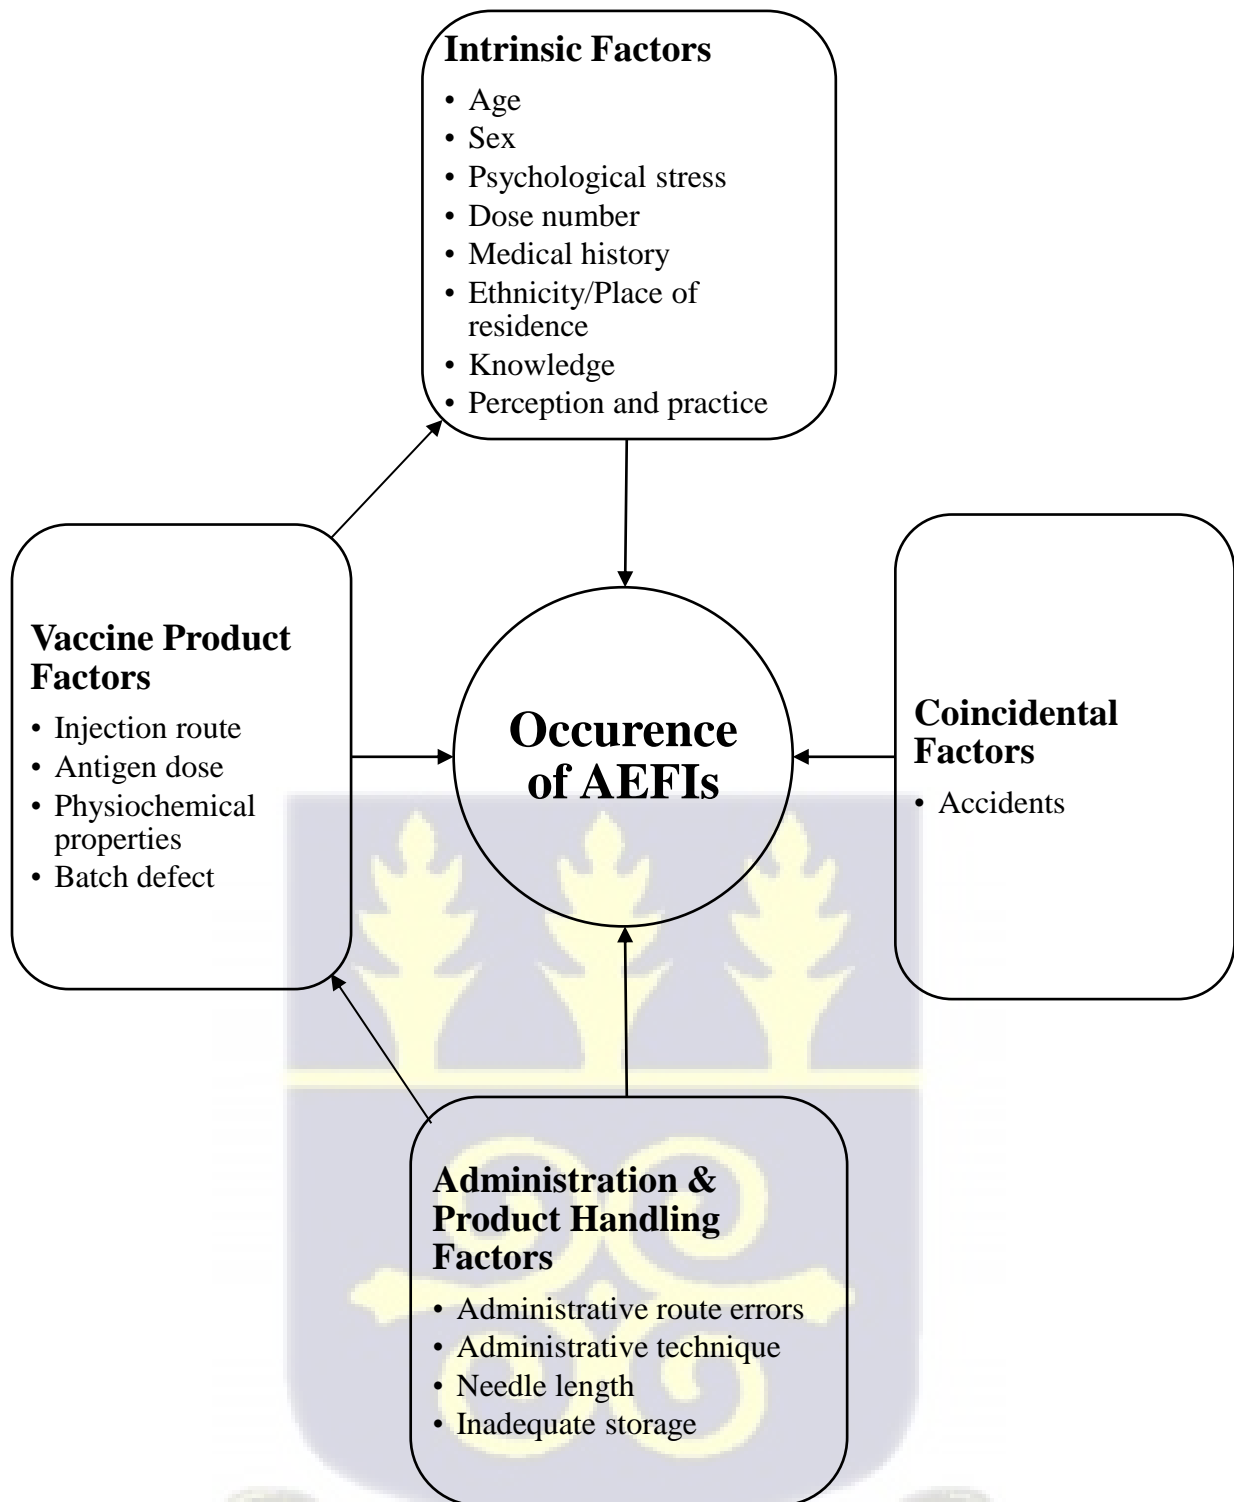 Intrinsic Factors
• Age
• Sex
• Psychological stress
• Dose number
• Medical history
• Ethnicity/Place of
residence
• Knowledge
• Perception and practice
Vaccine Product
Factors
• Injection route
• Antigen dose
• Physiochemical
properties
• Batch defect
Occurence
of AEFIs
Coincidental
Factors
• Accidents
Administration &
Product Handling
Factors
• Administrative route errors
• Administrative technique
• Needle length
• Inadequate storage